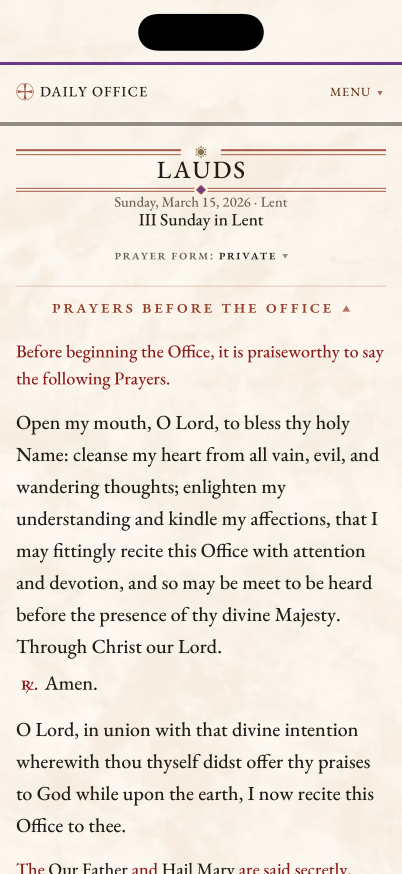 DAILY OFFICE
MENU ▼
LAUDS
Sunday, March 15, 2026 · Lent
III Sunday in Lent
PRAYER FORM: PRIVATE ▼
PRAYERS BEFORE THE OFFICE ▲
Before beginning the Office, it is praiseworthy to say
the following Prayers.
Open my mouth, O Lord, to bless thy holy
Name: cleanse my heart from all vain, evil, and
wandering thoughts; enlighten my
understanding and kindle my affections, that I
may fittingly recite this Office with attention
and devotion, and so may be meet to be heard
before the presence of thy divine Majesty.
Through Christ our Lord.
℟. Amen.
O Lord, in union with that divine intention
wherewith thou thyself didst offer thy praises
to God while upon the earth, I now recite this
Office to thee.
The Our Father and Hail Mary are said secretly.